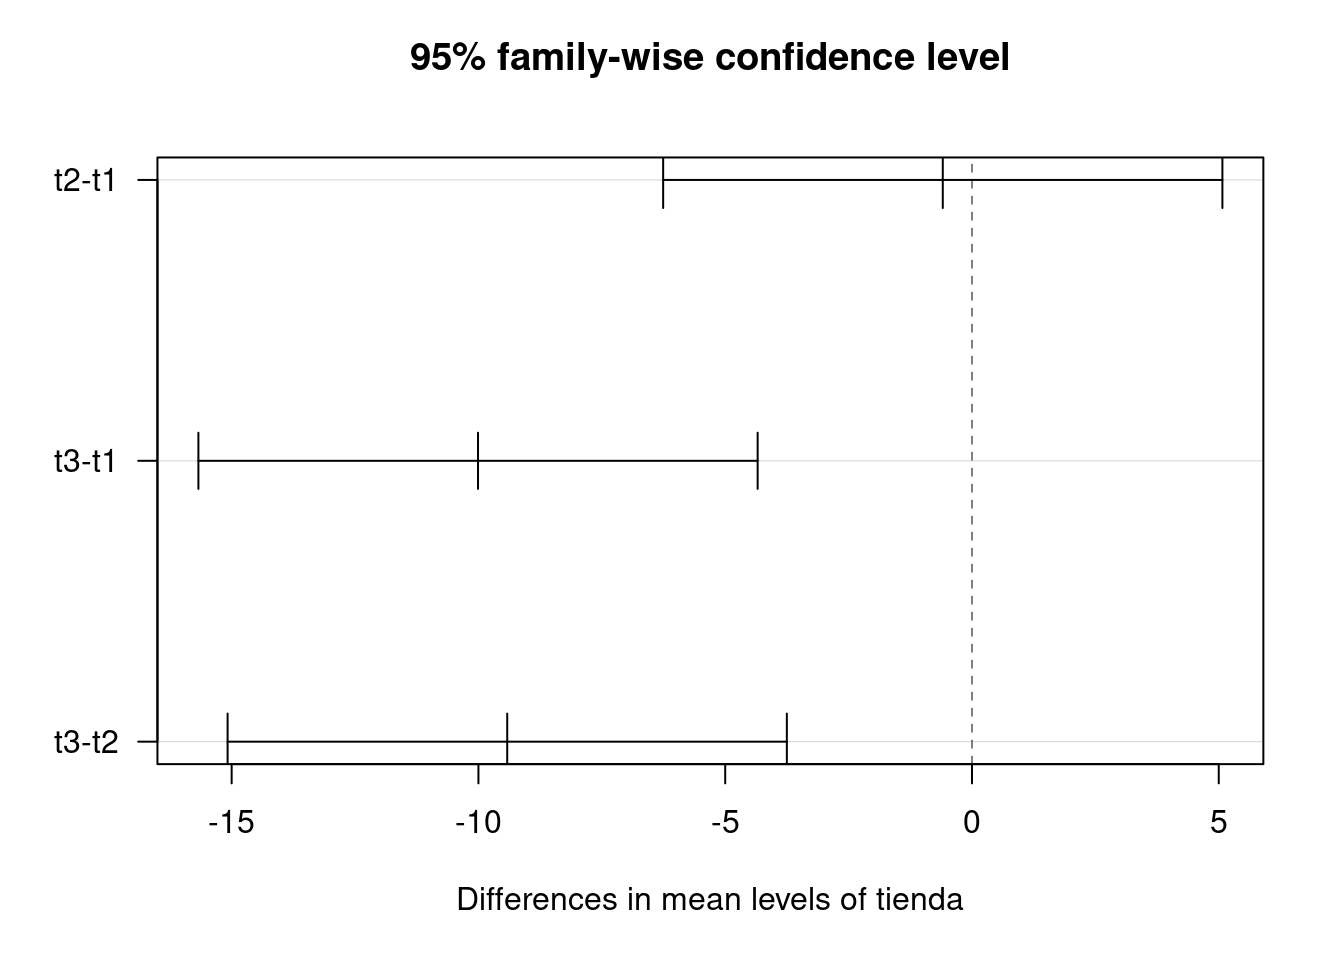 95% family-wise confidence level
t2-t1
t3-t1
t3-t2
-15 -10 -5 0 5
Differences in mean levels of tienda